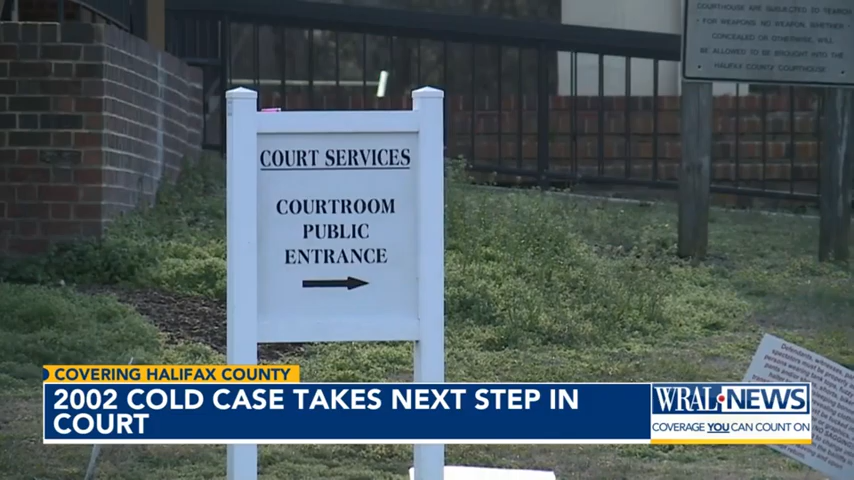 COURTHOUSE ARE SUBJECTED TO SEARCH
FOR WEAPONS. NO WEAPON, WHETHER
CONCEALED OR OTHERWISE, WILL
BE ALLOWED TO BE BROUGHT INTO THE
HALIFAX COUNTY COURTHOUSE
COURT SERVICES
COURTROOM
PUBLIC
ENTRANCE
COVERING HALIFAX COUNTY
2002 COLD CASE TAKES NEXT STEP IN
COURT
WRAL NEWS
COVERAGE YOU CAN COUNT ON
Defendants, witnesses